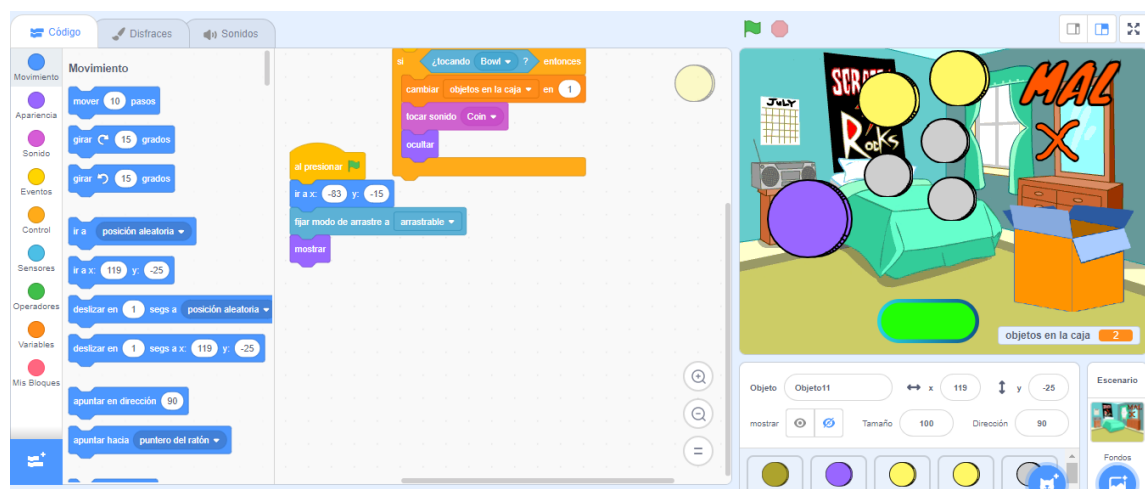 Código
Disfraces
Sonidos
Movimiento
Apariencia
Sonido
Eventos
Control
Sensores
Operadores
Variables
Mis Bloques
Movimiento
mover 10 pasos
girar 15 grados
girar 15 grados
ir a posición aleatoria
ir a x: 119 y: -25
deslizar en 1 segs a posición aleatoria
deslizar en 1 segs a x: 119 y: -25
apuntar en dirección 90
apuntar hacia puntero del ratón
si ¿tocando Bowl ? entonces
cambiar objetos en la caja en 1
tocar sonido Coin
ocultar
al presionar
ir a x: -83 y: -15
fijar modo de arrastre a arrastrable
mostrar
JULY
Rocks
MAL
X
objetos en la caja 2
Objeto Objeto11 x 119 y -25
mostrar Tamaño 100 Dirección 90
Escenario
MAL
X
Fondos